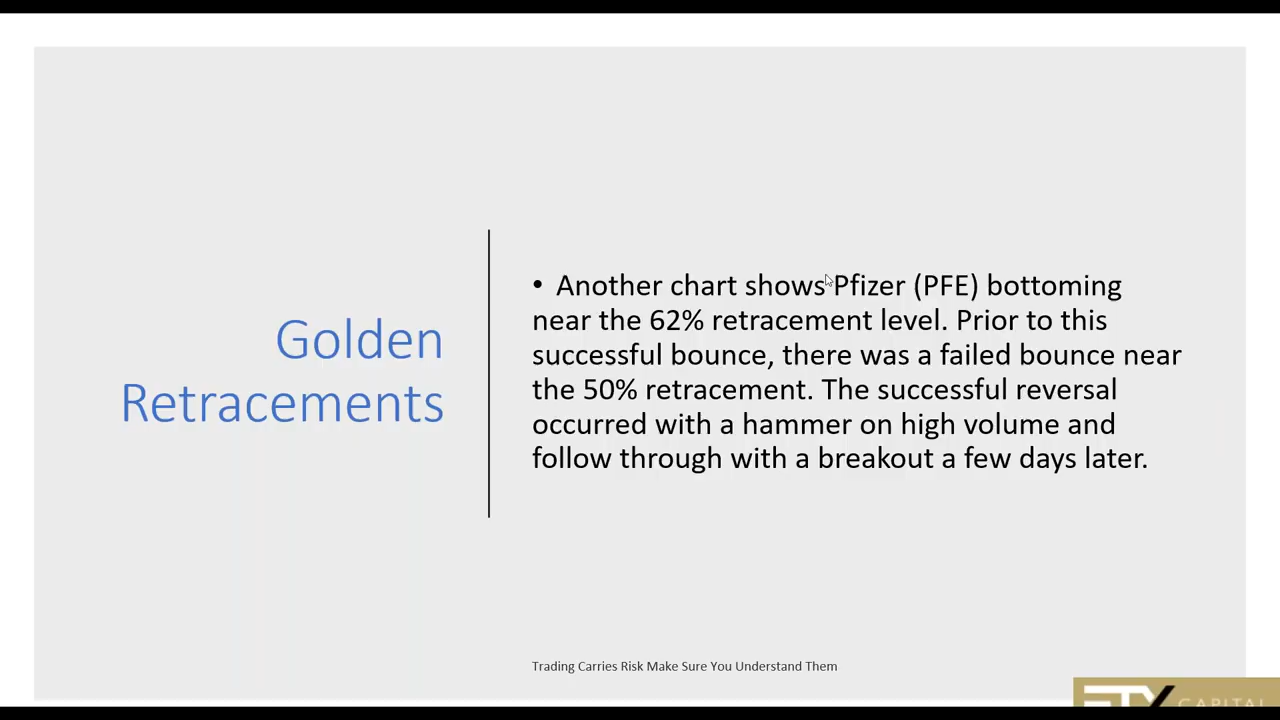 Golden
Retracements
• Another chart shows Pfizer (PFE) bottoming
near the 62% retracement level. Prior to this
successful bounce, there was a failed bounce near
the 50% retracement. The successful reversal
occurred with a hammer on high volume and
follow through with a breakout a few days later.
Trading Carries Risk Make Sure You Understand Them
ETX CAPITAL